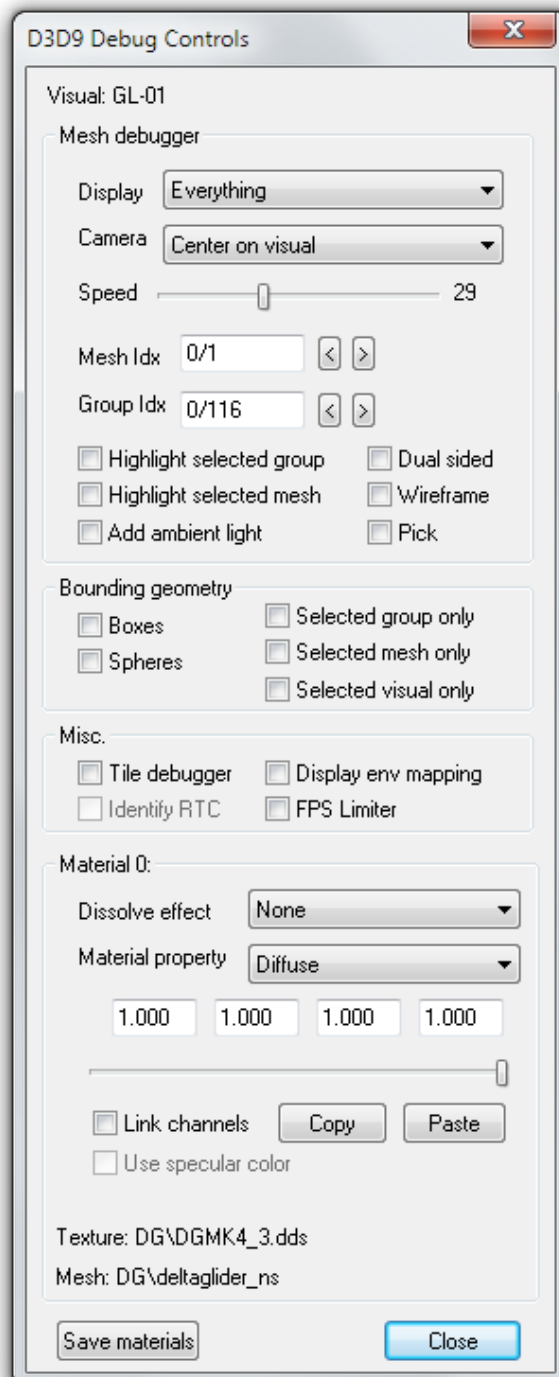 D3D9 Debug Controls
Visual: GL-01
Mesh debugger
Display Everything
Camera Center on visual
Speed 29
Mesh Idx 0/1 < >
Group Idx 0/116 < >
Highlight selected group Dual sided
Highlight selected mesh Wireframe
Add ambient light Pick
Bounding geometry
Boxes Selected group only
Spheres Selected mesh only
Selected visual only
Misc.
Tile debugger Display env mapping
Identify RTC FPS Limiter
Material 0:
Dissolve effect None
Material property Diffuse
1.000 1.000 1.000 1.000
Link channels Copy Paste
Use specular color
Texture: DG\DGMK4_3.dds
Mesh: DG\deltaglider_ns
Save materials Close